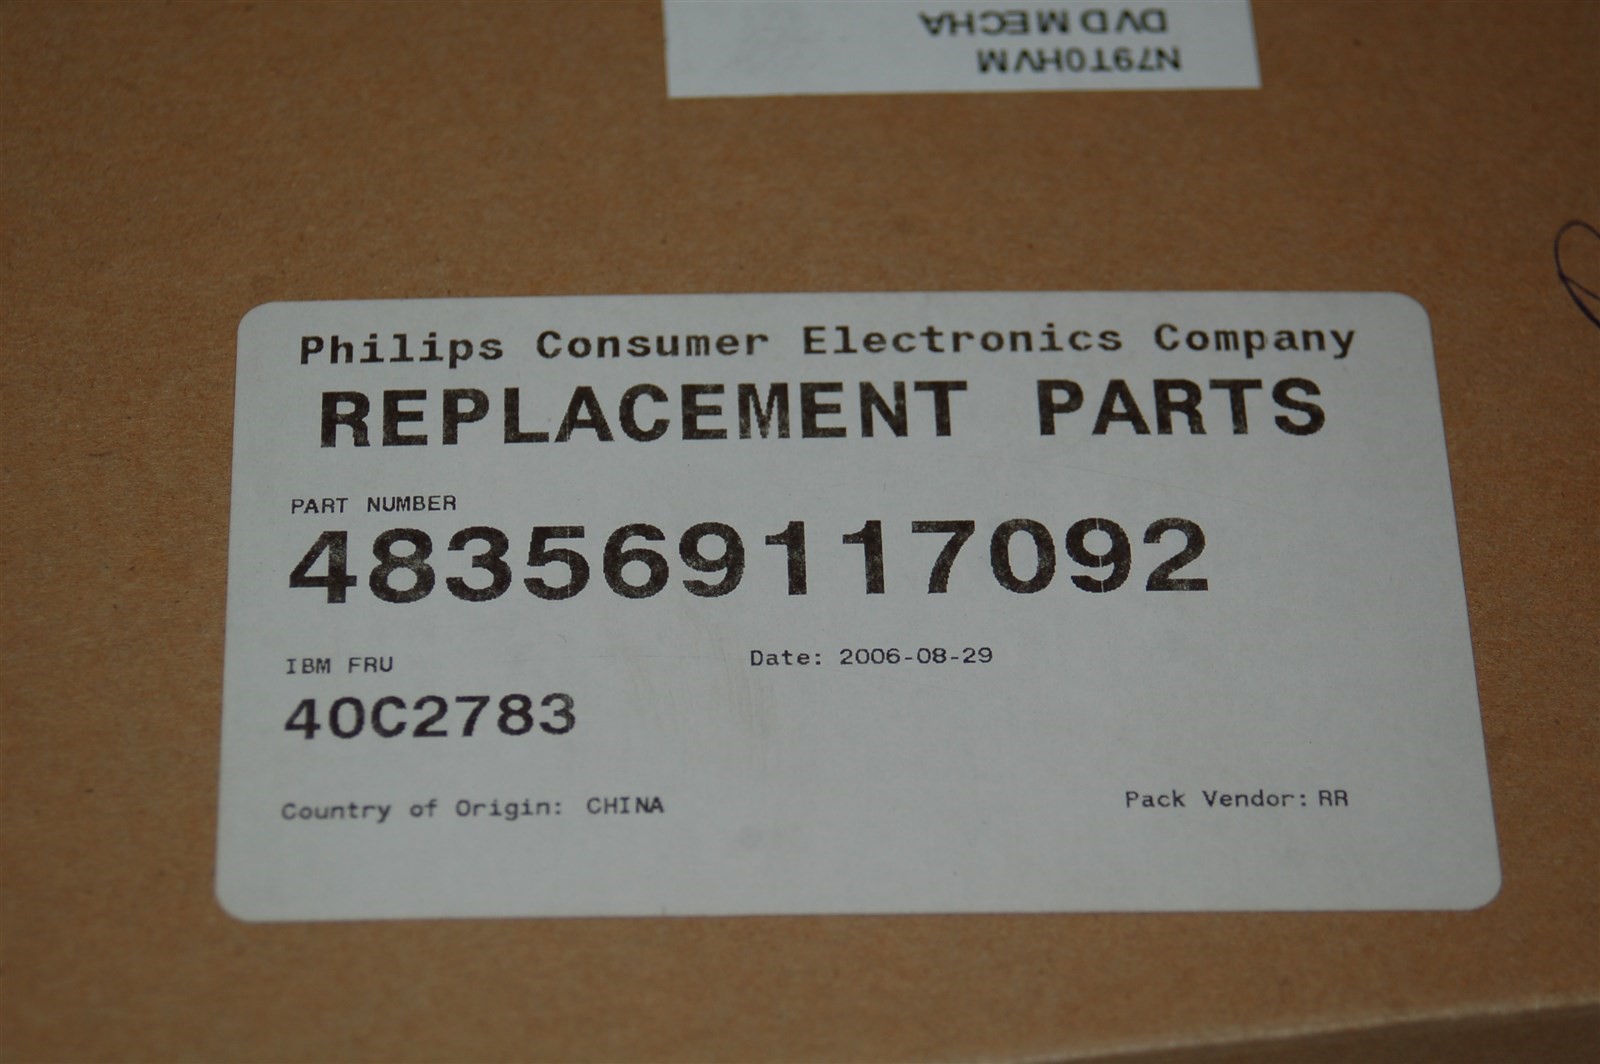 N79T0HVM
DVD MECHA
Philips Consumer Electronics Company
REPLACEMENT PARTS
PART NUMBER
483569117092
IBM FRU
Date: 2006-08-29
40C2783
Country of Origin: CHINA
Pack Vendor: RR